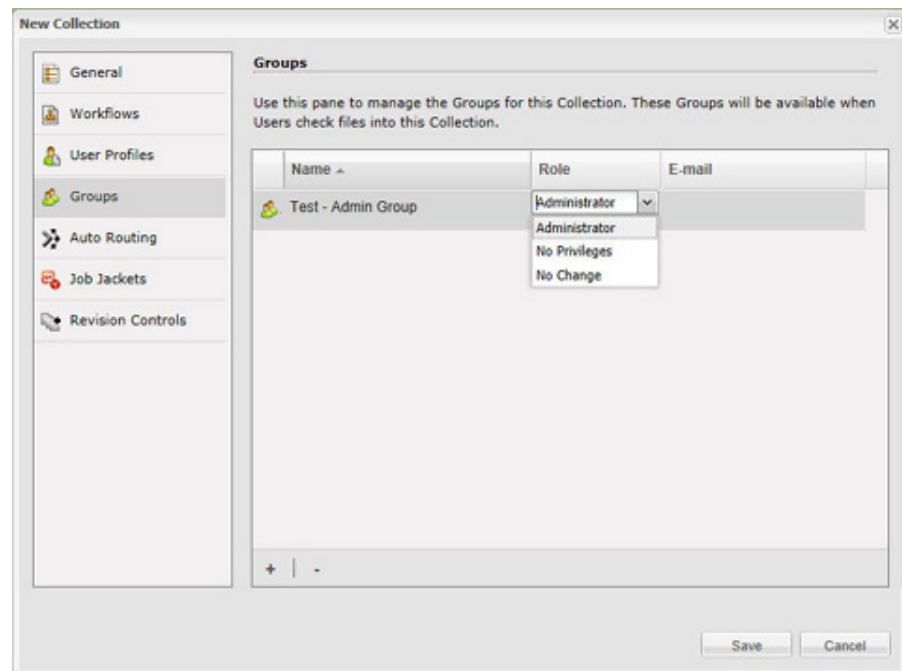 New Collection
General
Workflows
User Profiles
Groups
Auto Routing
Job Jackets
Revision Controls
Groups
Use this pane to manage the Groups for this Collection. These Groups will be available when
Users check files into this Collection.
Name Role E-mail
Test - Admin Group Administrator
Administrator
No Privileges
No Change
+ | -
Save Cancel